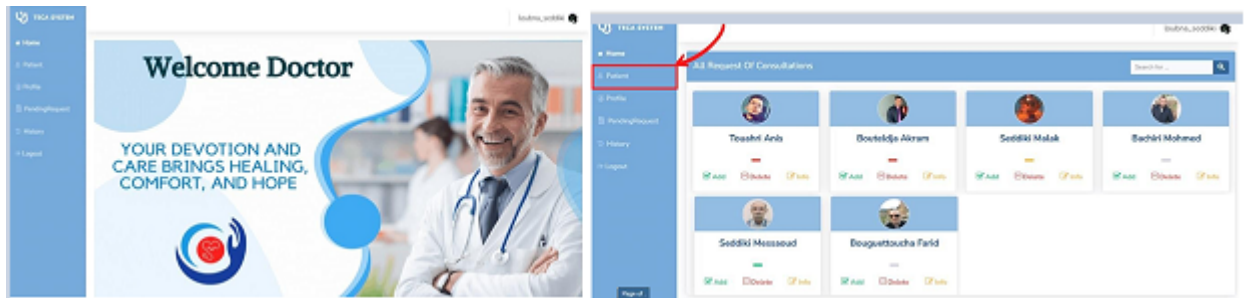 TECA SYSTEM
loubna_seddiki
Home
Patient
Profile
PendingRequest
History
Logout
Welcome Doctor
YOUR DEVOTION AND
CARE BRINGS HEALING,
COMFORT, AND HOPE
TECA SYSTEM
loubna_seddiki
Home
Patient
Profile
PendingRequest
History
Logout
All Request Of Consultations
Search for ...
Touahri Anis
Bouteldja Akram
Seddiki Malak
Bachiri Mohmed
Add Delete Info
Add Delete Info
Add Delete Info
Add Delete Info
Seddiki Messaoud
Bouguettoucha Farid
Add Delete Info
Add Delete Info
Page of